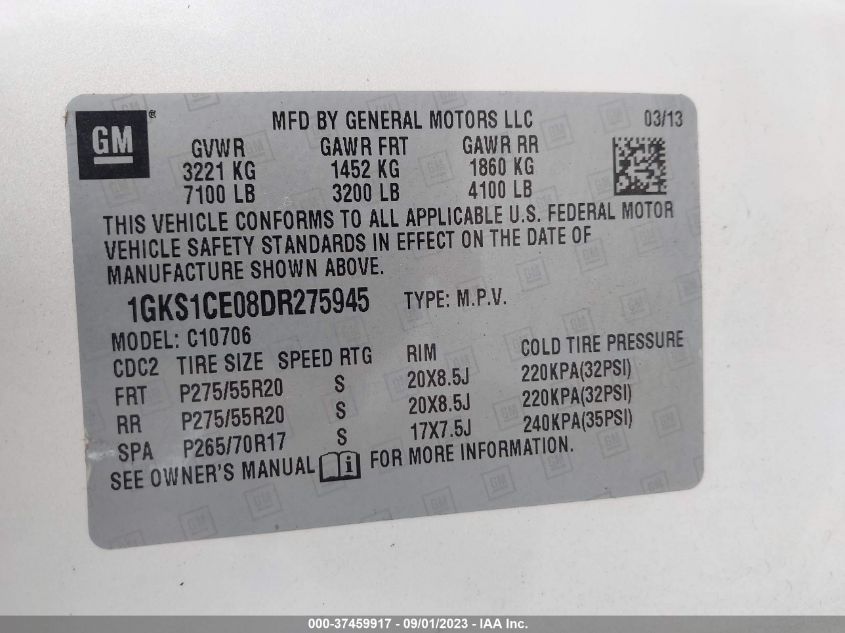 GM ®
MFD BY GENERAL MOTORS LLC 03/13
GVWR GAWR FRT GAWR RR
3221 KG 1452 KG 1860 KG
7100 LB 3200 LB 4100 LB
THIS VEHICLE CONFORMS TO ALL APPLICABLE U.S. FEDERAL MOTOR
VEHICLE SAFETY STANDARDS IN EFFECT ON THE DATE OF
MANUFACTURE SHOWN ABOVE.
1GKS1CE08DR275945 TYPE: M.P.V.
MODEL: C10706
CDC2 TIRE SIZE SPEED RTG RIM COLD TIRE PRESSURE
FRT P275/55R20 S 20X8.5J 220KPA(32PSI)
RR P275/55R20 S 20X8.5J 220KPA(32PSI)
SPA P265/70R17 S 17X7.5J 240KPA(35PSI)
SEE OWNER'S MANUAL i FOR MORE INFORMATION.
000-37459917 - 09/01/2023 - IAA Inc.